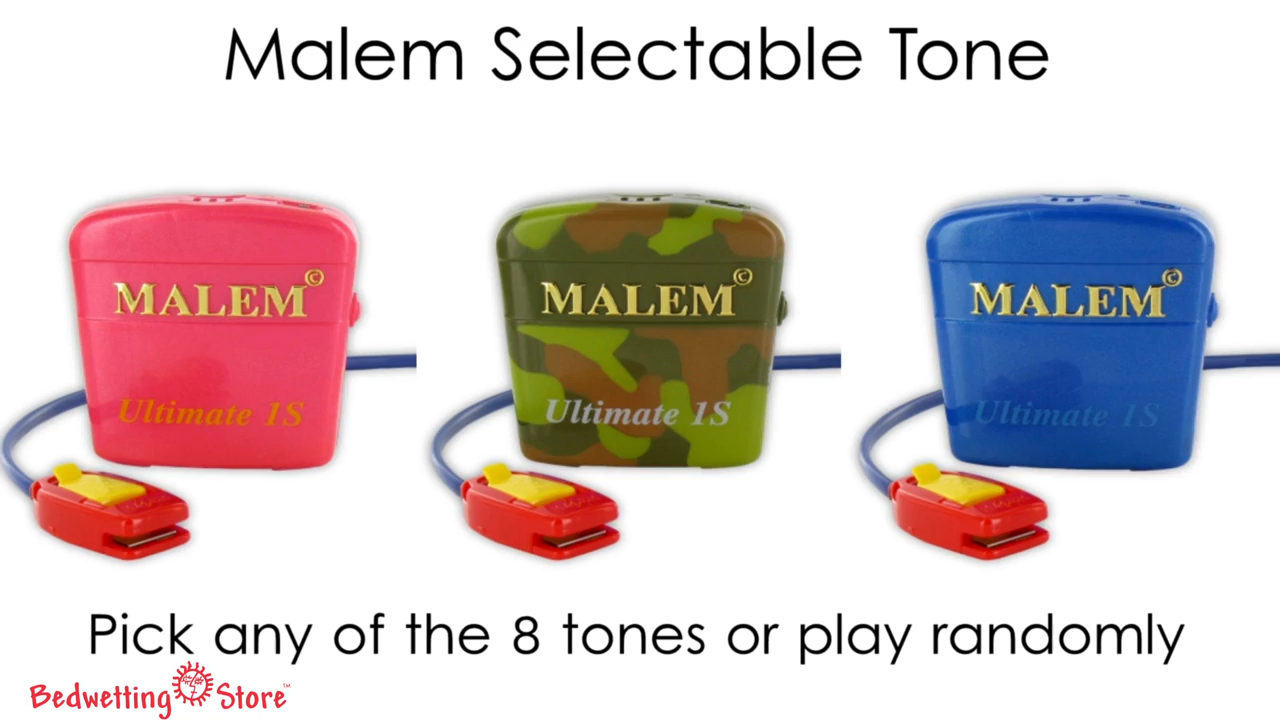 Malem Selectable Tone
MALEM©
Ultimate 1S
MALEM©
Ultimate 1S
MALEM©
Ultimate 1S
Pick any of the 8 tones or play randomly
Bedwetting Store™